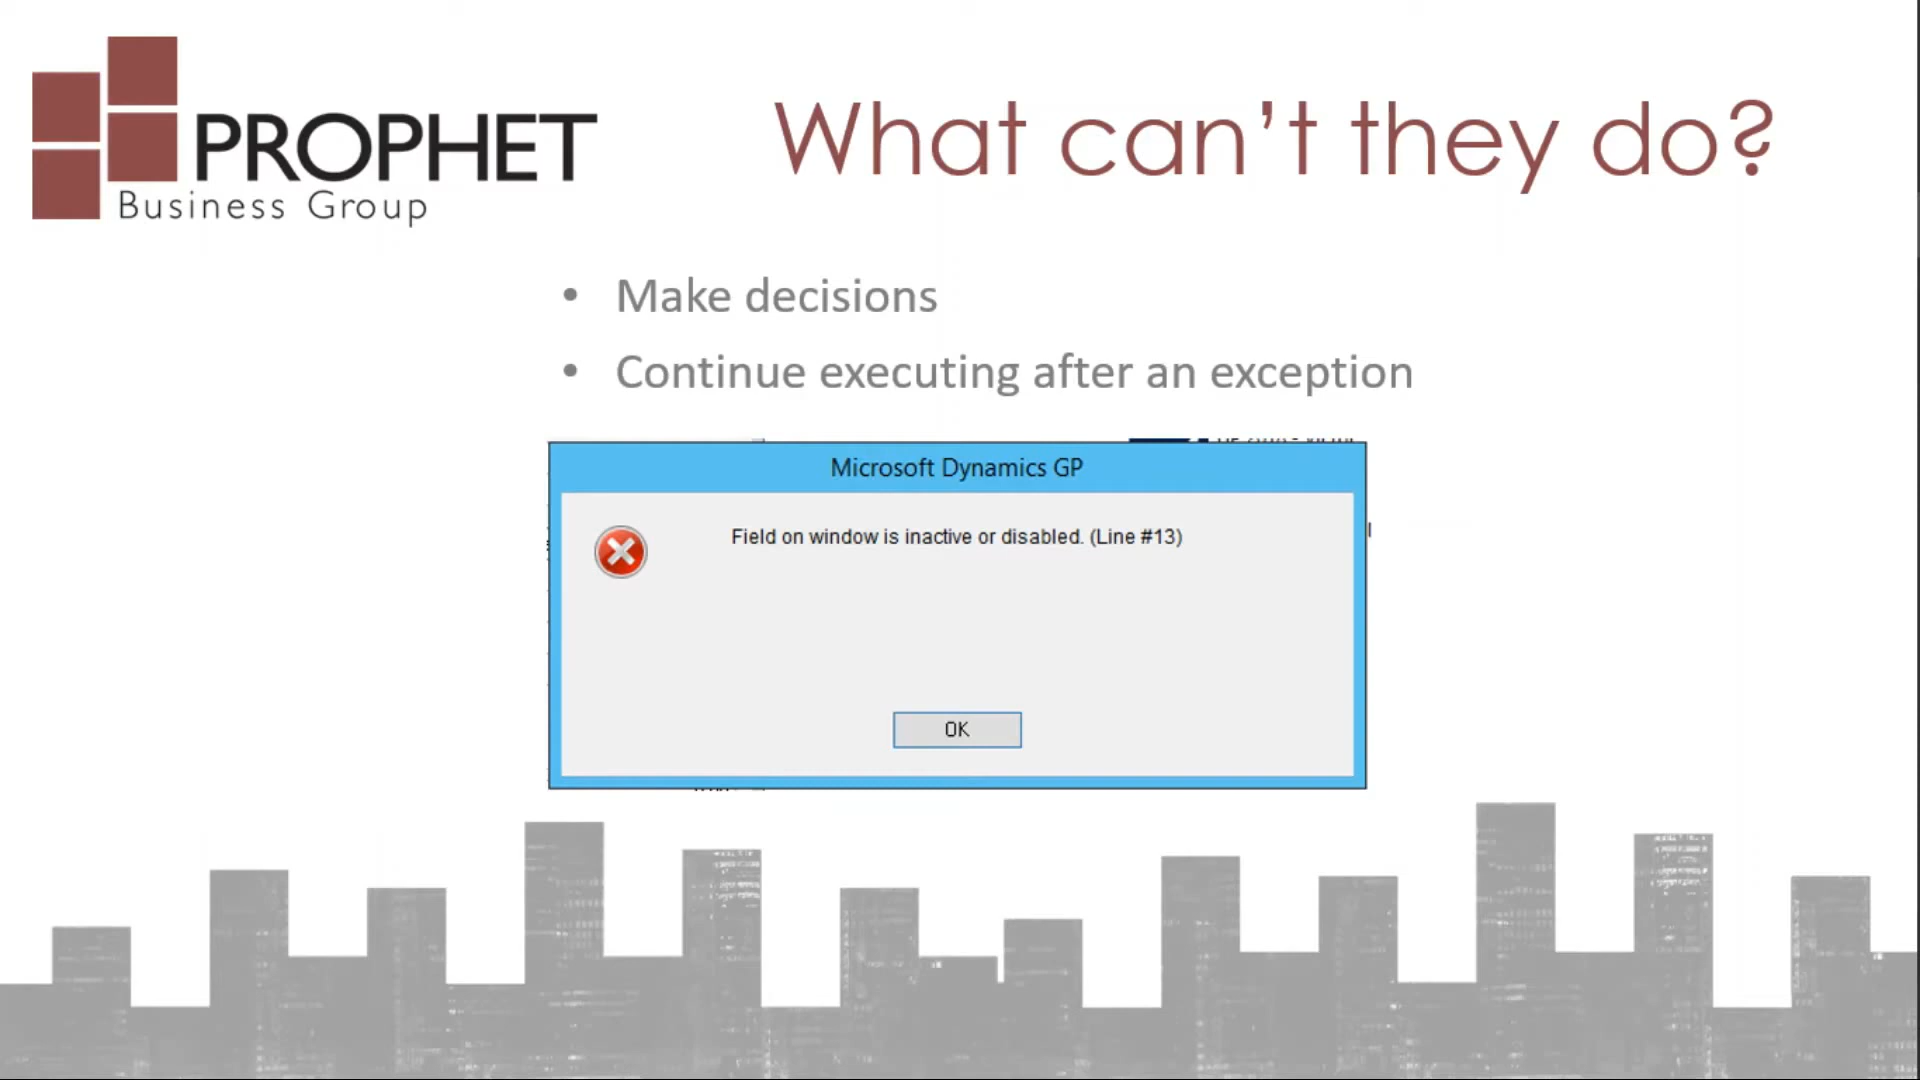 PROPHET
Business Group
What can't they do?
• Make decisions
• Continue executing after an exception
Microsoft Dynamics GP
Field on window is inactive or disabled. (Line #13)
OK